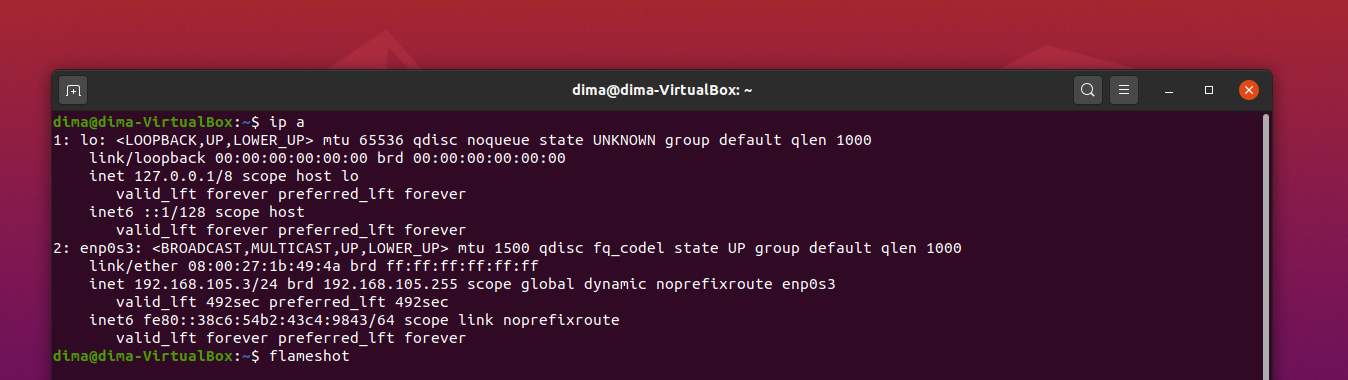 dima@dima-VirtualBox: ~
dima@dima-VirtualBox:~$ ip a
1: lo: <LOOPBACK,UP,LOWER_UP> mtu 65536 qdisc noqueue state UNKNOWN group default qlen 1000
    link/loopback 00:00:00:00:00:00 brd 00:00:00:00:00:00
    inet 127.0.0.1/8 scope host lo
       valid_lft forever preferred_lft forever
    inet6 ::1/128 scope host
       valid_lft forever preferred_lft forever
2: enp0s3: <BROADCAST,MULTICAST,UP,LOWER_UP> mtu 1500 qdisc fq_codel state UP group default qlen 1000
    link/ether 08:00:27:1b:49:4a brd ff:ff:ff:ff:ff:ff
    inet 192.168.105.3/24 brd 192.168.105.255 scope global dynamic noprefixroute enp0s3
       valid_lft 492sec preferred_lft 492sec
    inet6 fe80::38c6:54b2:43c4:9843/64 scope link noprefixroute
       valid_lft forever preferred_lft forever
dima@dima-VirtualBox:~$ flameshot